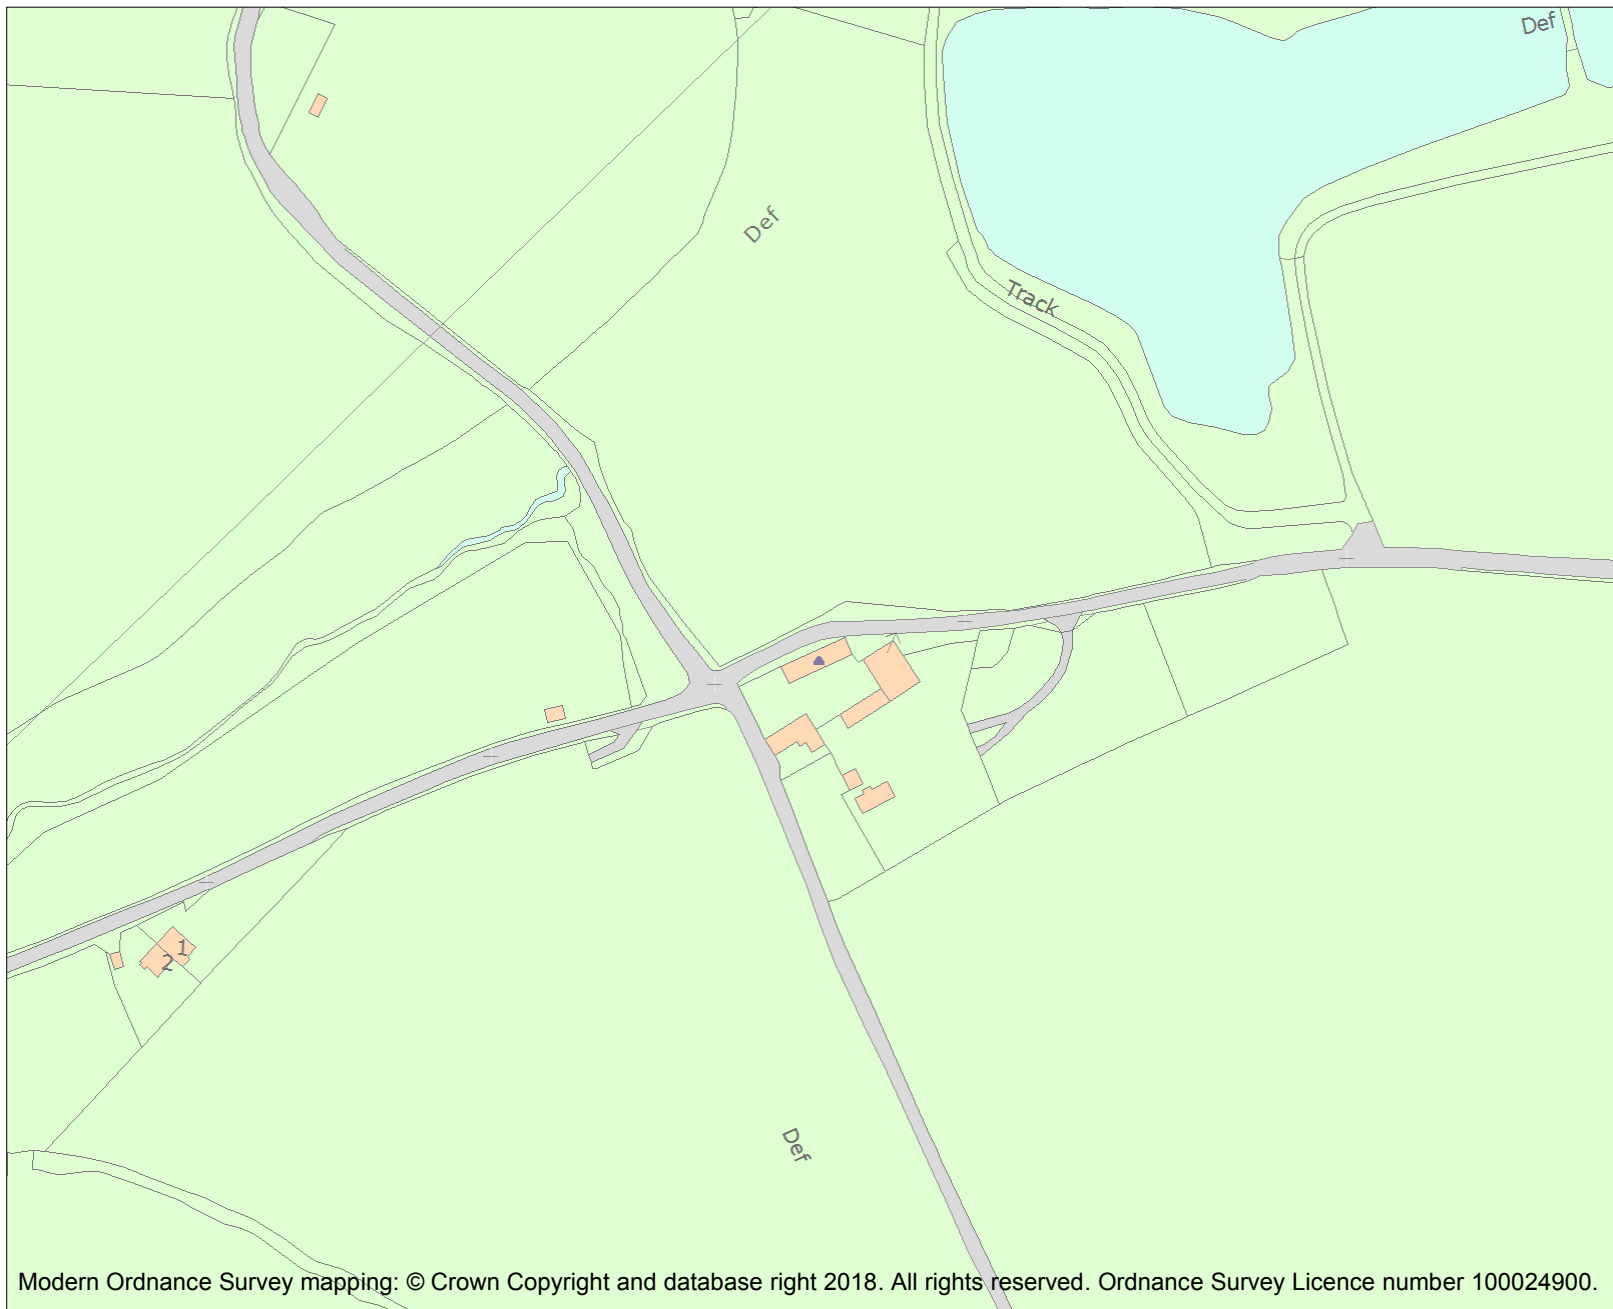 Def
Def
Track
1
2
Def
Modern Ordnance Survey mapping: © Crown Copyright and database right 2018. All rights reserved. Ordnance Survey Licence number 100024900.